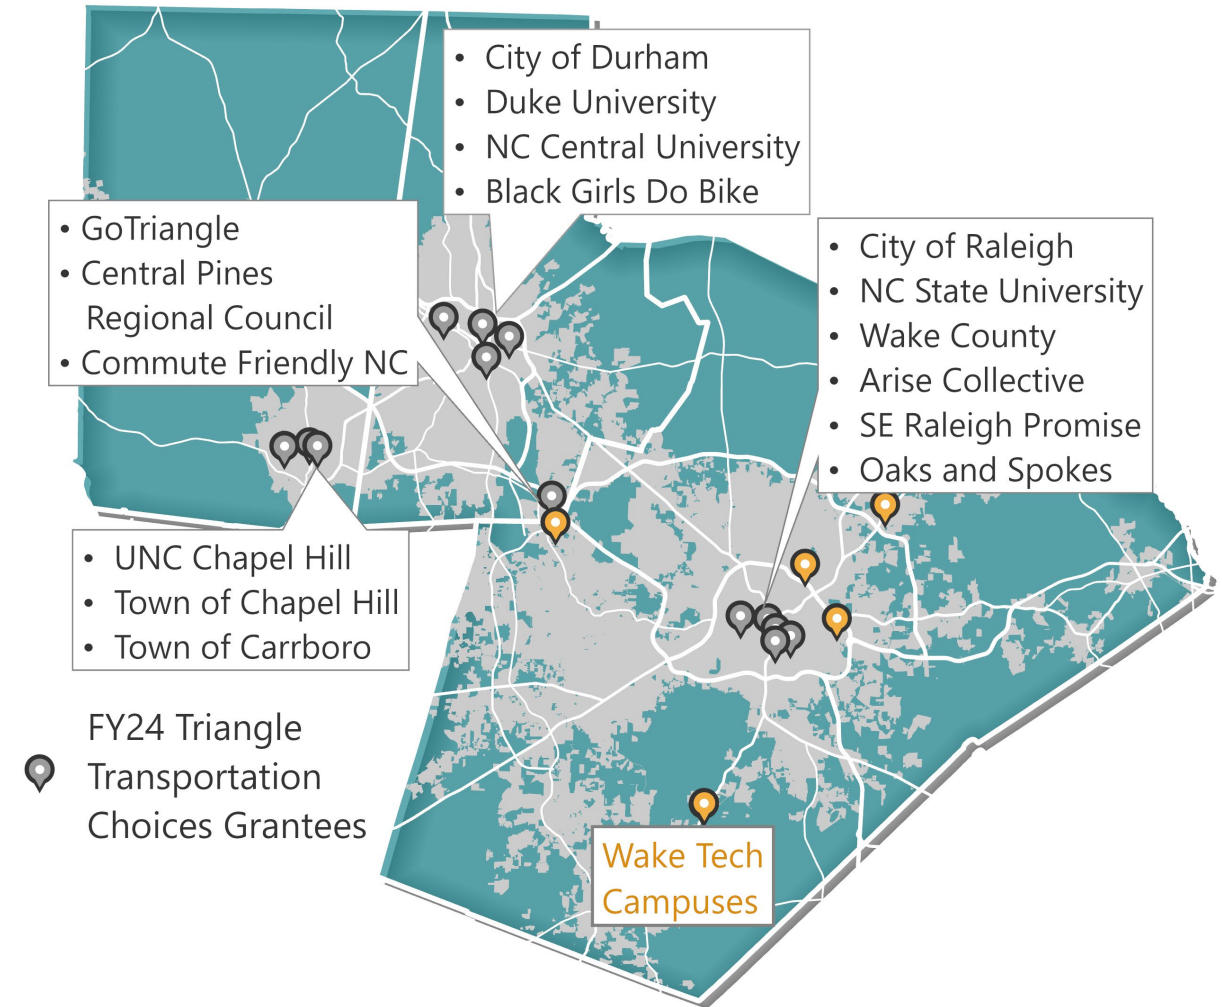 • City of Durham
• Duke University
• NC Central University
• Black Girls Do Bike
• GoTriangle
• Central Pines
Regional Council
• Commute Friendly NC
• City of Raleigh
• NC State University
• Wake County
• Arise Collective
• SE Raleigh Promise
• Oaks and Spokes
• UNC Chapel Hill
• Town of Chapel Hill
• Town of Carrboro
FY24 Triangle
Transportation
Choices Grantees
Wake Tech
Campuses